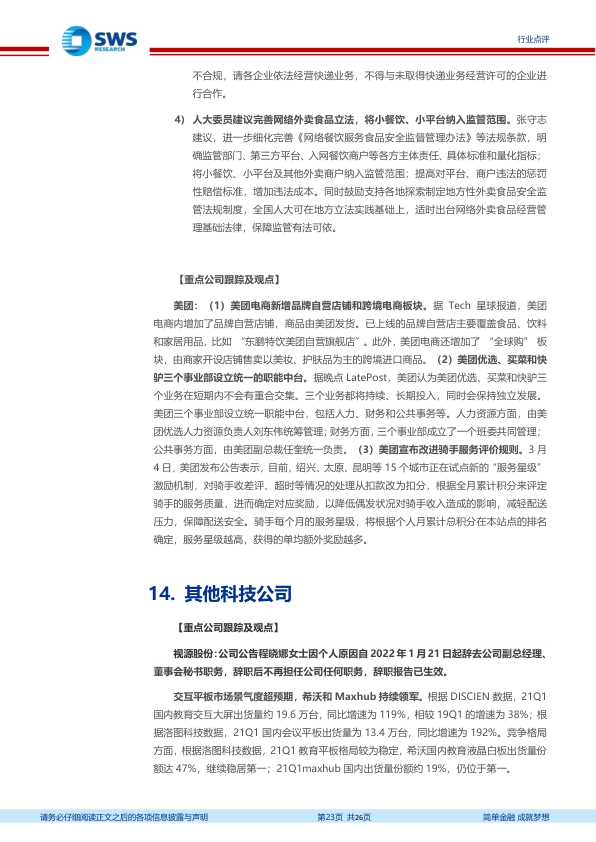 SWS
RESEARCH
行业点评
不合规，请各企业依法经营快递业务，不得与未取得快递业务经营许可的企业进
行合作。
4) 人大委员建议完善网络外卖食品立法，将小餐饮、小平台纳入监管范围。张守志
建议，进一步细化完善《网络餐饮服务食品安全监督管理办法》等法规条款，明
确监管部门、第三方平台、入网餐饮商户等各方主体责任、具体标准和量化指标；
将小餐饮、小平台及其他外卖商户纳入监管范围；提高对平台、商户违法的惩罚
性赔偿标准，增加违法成本。同时鼓励支持各地探索制定地方性外卖食品安全监
管法规制度，全国人大可在地方立法实践基础上，适时出台网络外卖食品经营管
理基础法律，保障监管有法可依。
【重点公司跟踪及观点】
美团：（1）美团电商新增品牌自营店铺和跨境电商板块。据 Tech 星球报道，美团
电商内增加了品牌自营店铺，商品由美团发货。已上线的品牌自营店主要覆盖食品、饮料
和家居用品，比如 “东鹏特饮美团自营旗舰店”。此外，美团电商还增加了 “全球购” 板
块，由商家开设店铺售卖以美妆、护肤品为主的跨境进口商品。（2）美团优选、买菜和快
驴三个事业部设立统一的职能中台。据晚点 LatePost，美团认为美团优选、买菜和快驴三
个业务在短期内不会有重合交集。三个业务都将持续、长期投入，同时会保持独立发展。
美团三个事业部设立统一职能中台，包括人力、财务和公共事务等。人力资源方面，由美
团优选人力资源负责人刘东伟统筹管理；财务方面，三个事业部成立了一个班委共同管理；
公共事务方面，由美团副总裁任奎统一负责。（3）美团宣布改进骑手服务评价规则。3 月
4 日，美团发布公告表示，目前，绍兴、太原、昆明等 15 个城市正在试点新的“服务星级”
激励机制，对骑手收差评、超时等情况的处理从扣款改为扣分，根据全月累计积分来评定
骑手的服务质量，进而确定对应奖励，以降低偶发状况对骑手收入造成的影响，减轻配送
压力，保障配送安全。骑手每个月的服务星级，将根据个人月累计总积分在本站点的排名
确定，服务星级越高，获得的单均额外奖励越多。
14. 其他科技公司
【重点公司跟踪及观点】
视源股份：公司公告程晓娜女士因个人原因自 2022 年 1 月 21 日起辞去公司副总经理、
董事会秘书职务，辞职后不再担任公司任何职务，辞职报告已生效。
交互平板市场景气度超预期，希沃和 Maxhub 持续领军。根据 DISCIEN 数据，21Q1
国内教育交互大屏出货量约 19.6 万台，同比增速为 119%，相较 19Q1 的增速为 38%；根
据洛图科技数据，21Q1 国内会议平板出货量为 13.4 万台，同比增速为 192%。竞争格局
方面，根据洛图科技数据，21Q1 教育平板格局较为稳定，希沃国内教育液晶白板出货量份
额达 47%，继续稳居第一；21Q1maxhub 国内出货量份额约 19%，仍位于第一。
请务必仔细阅读正文之后的各项信息披露与声明
第23页 共26页
简单金融 成就梦想